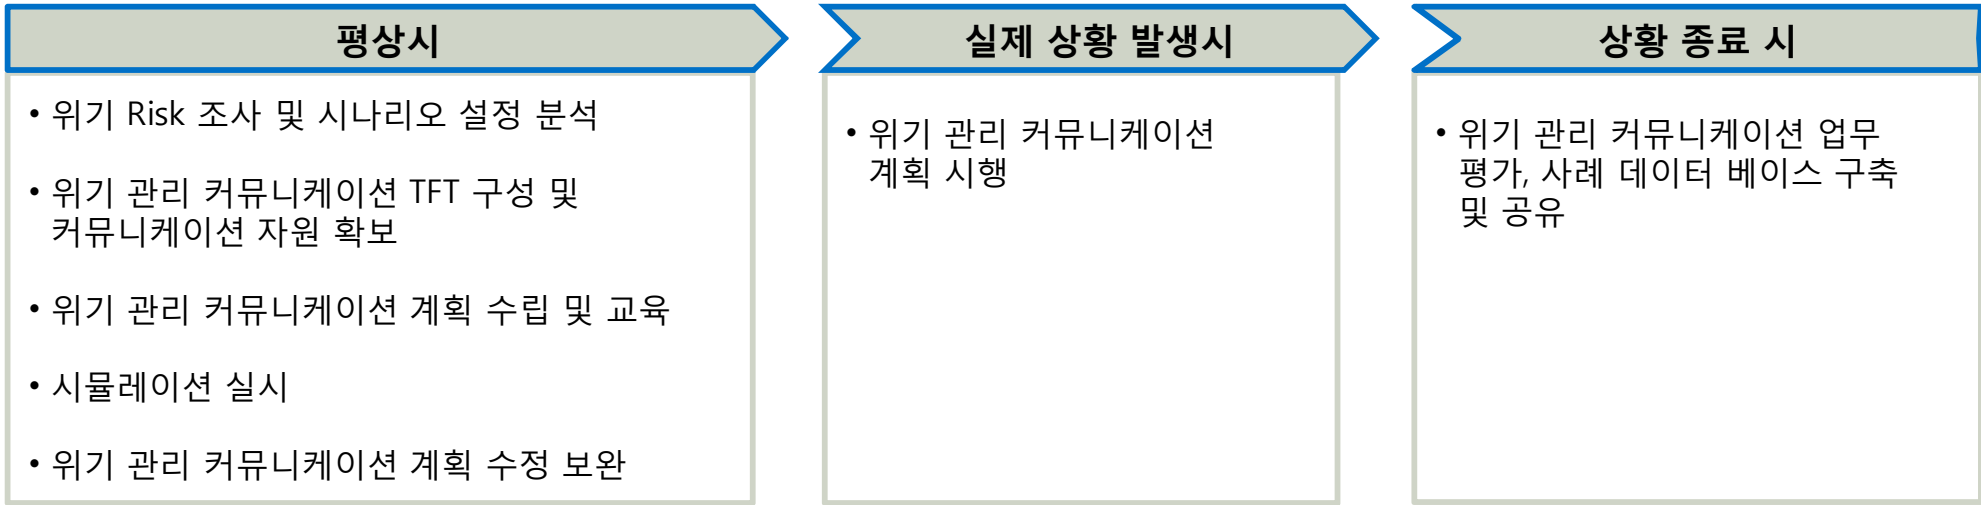 평상시
• 위기 Risk 조사 및 시나리오 설정 분석
• 위기 관리 커뮤니케이션 TFT 구성 및
커뮤니케이션 자원 확보
• 위기 관리 커뮤니케이션 계획 수립 및 교육
• 시뮬레이션 실시
• 위기 관리 커뮤니케이션 계획 수정 보완
실제 상황 발생시
• 위기 관리 커뮤니케이션
계획 시행
상황 종료 시
• 위기 관리 커뮤니케이션 업무
평가, 사례 데이터 베이스 구축
및 공유